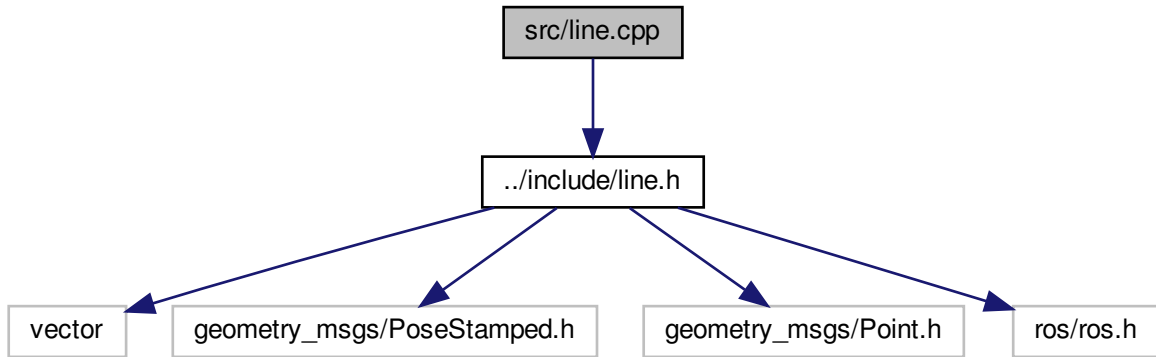 src/line.cpp
../include/line.h
vector
geometry_msgs/PoseStamped.h
geometry_msgs/Point.h
ros/ros.h